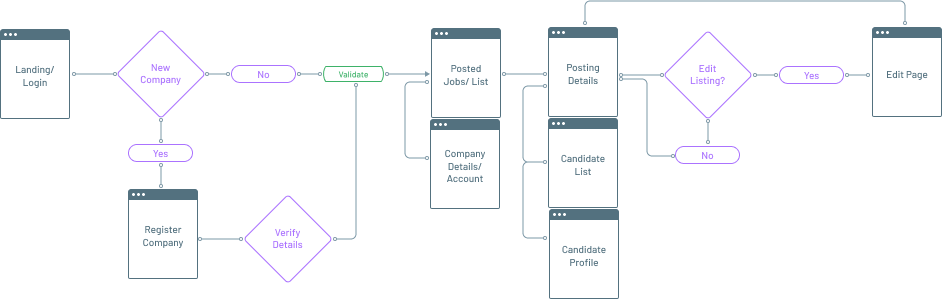 Landing/
Login
New
Company
No
Validate
Posted
Jobs/ List
Posting
Details
Edit
Listing?
Yes
Edit Page
Yes
Company
Details/
Account
Candidate
List
No
Register
Company
Verify
Details
Candidate
Profile